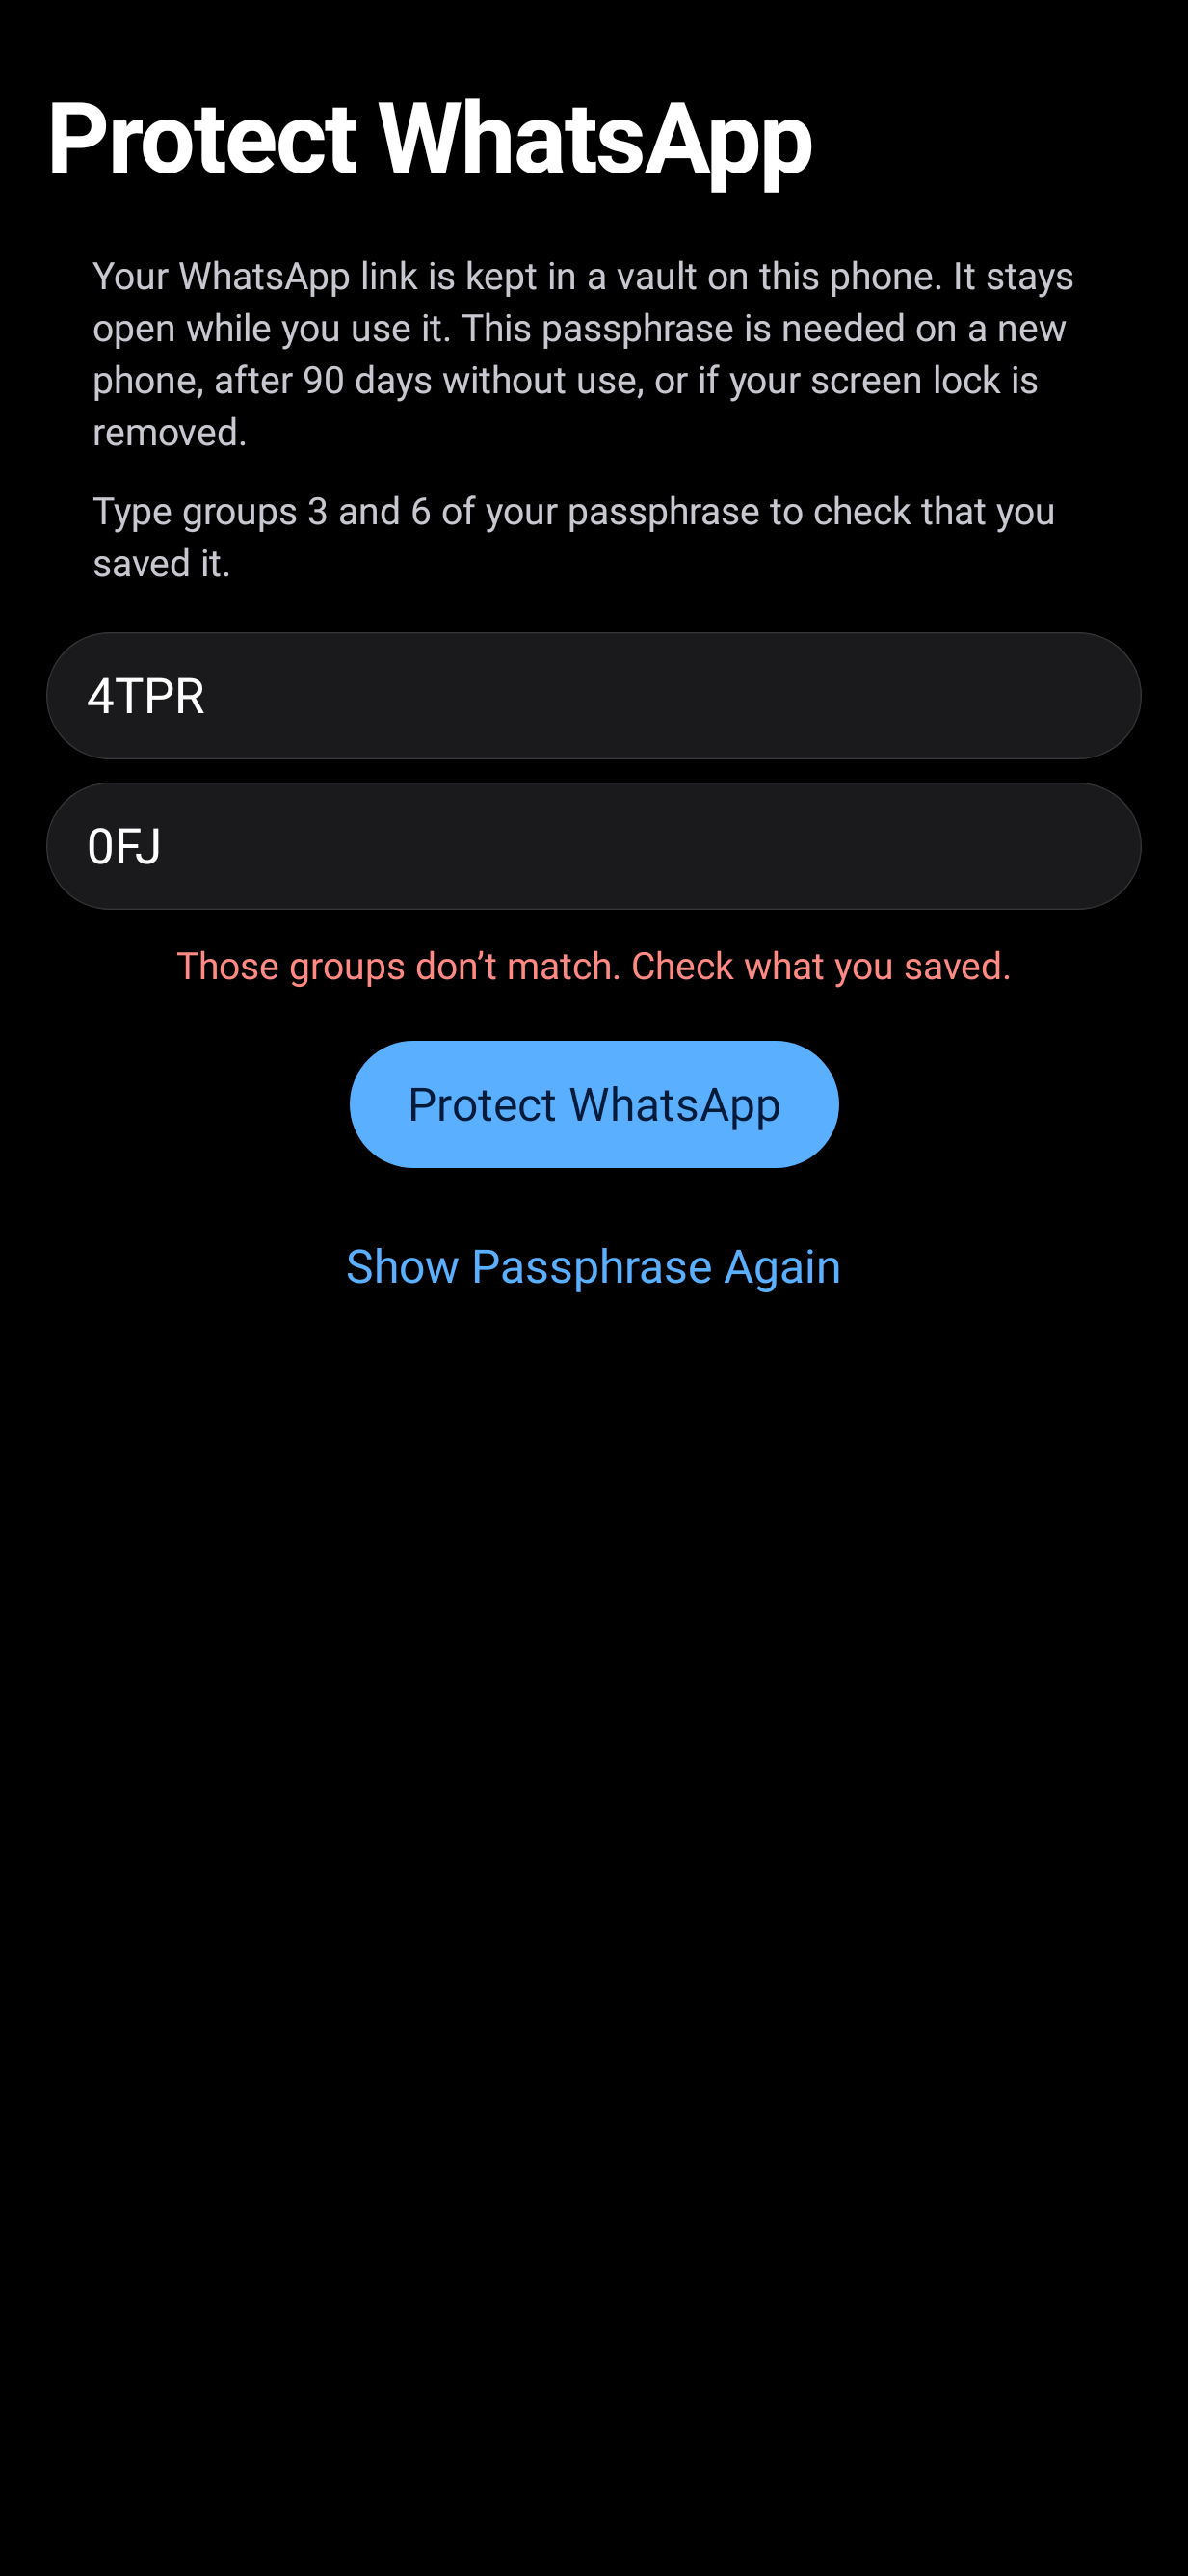 Protect WhatsApp
Your WhatsApp link is kept in a vault on this phone. It stays
open while you use it. This passphrase is needed on a new
phone, after 90 days without use, or if your screen lock is
removed.
Type groups 3 and 6 of your passphrase to check that you
saved it.
4TPR
0FJ
Those groups don’t match. Check what you saved.
Protect WhatsApp
Show Passphrase Again